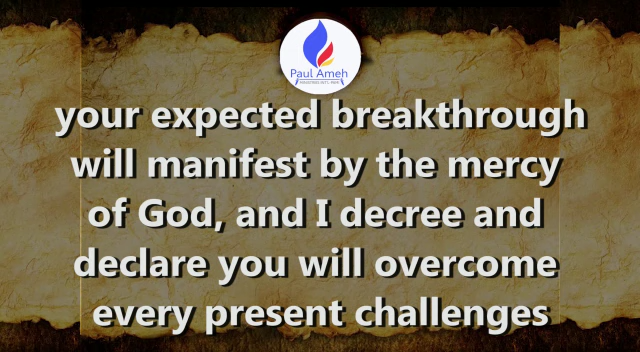 Paul Ameh
your expected breakthrough
will manifest by the mercy
of God, and I decree and
declare you will overcome
every present challenges